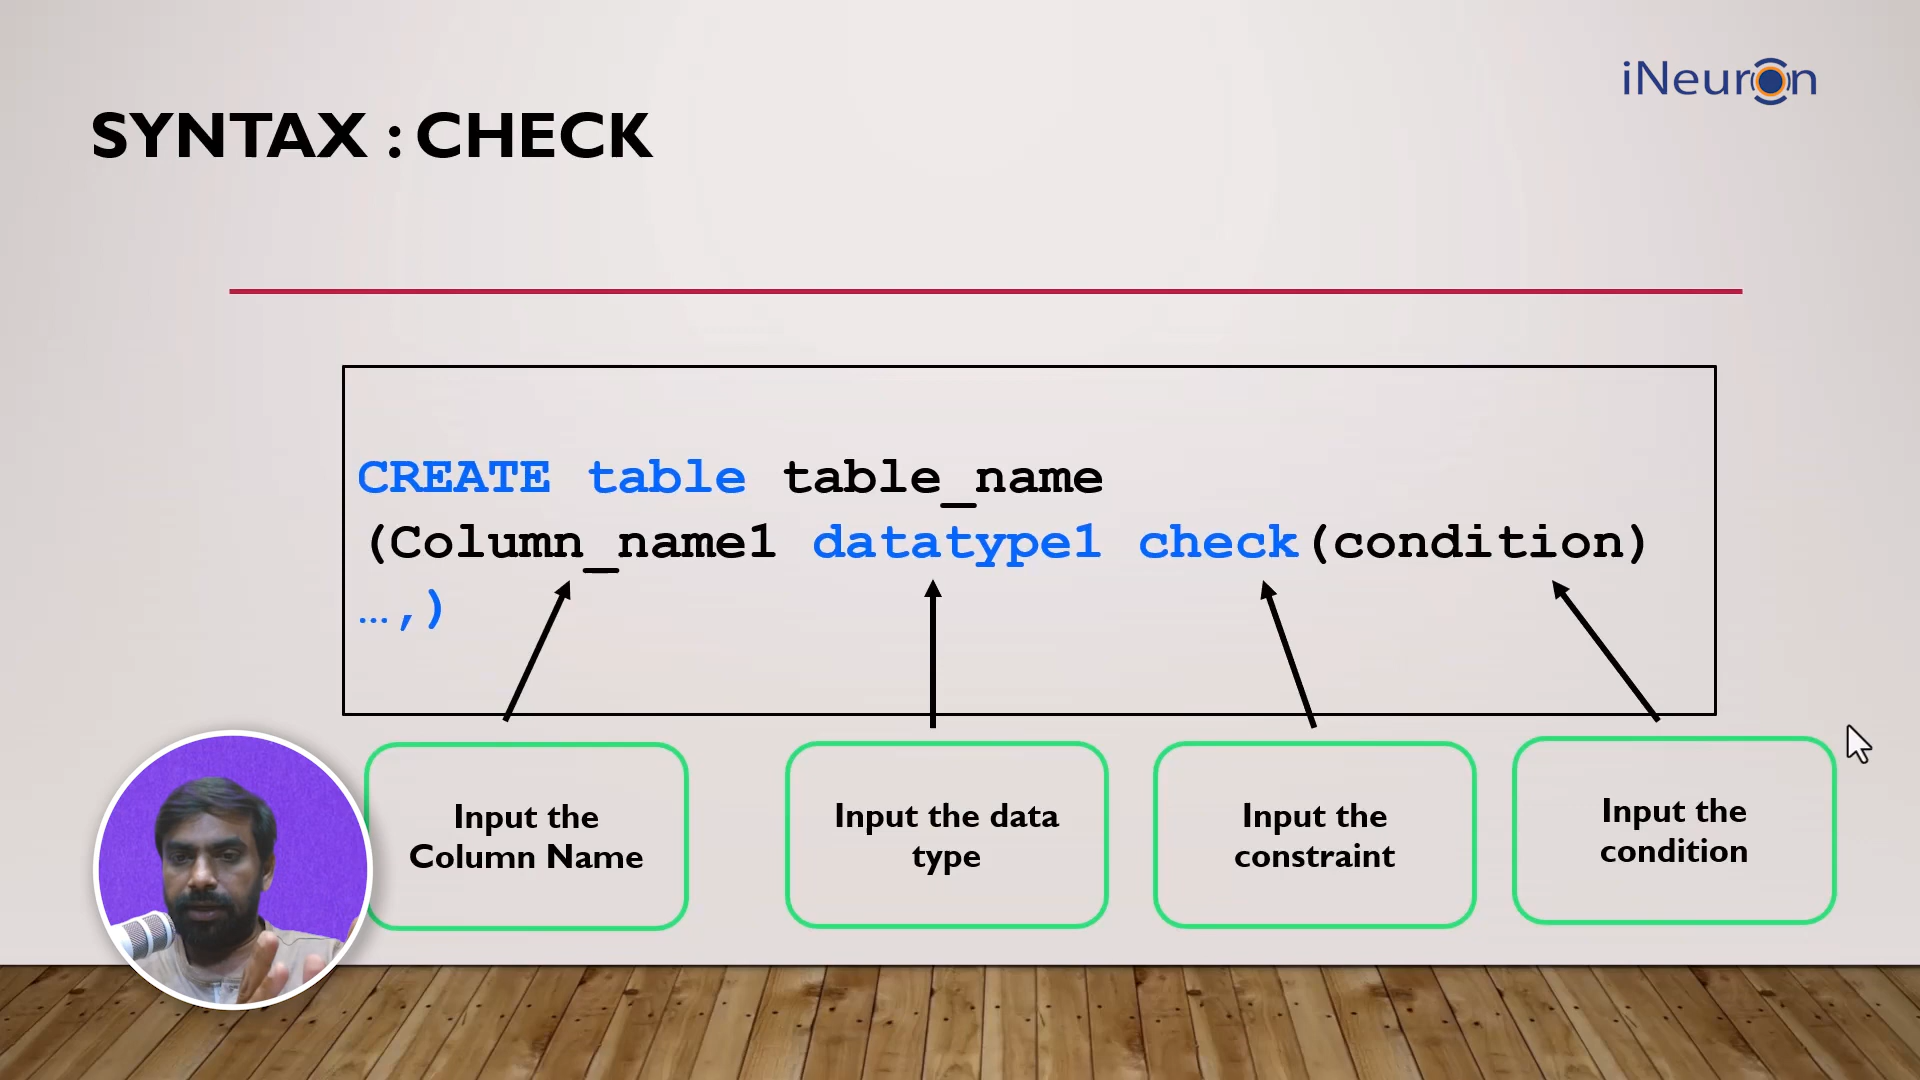 iNeuron
SYNTAX : CHECK
CREATE table table_name
(Column_name1 datatype1 check(condition)
…,)
Input the
Column Name
Input the data
type
Input the
constraint
Input the
condition